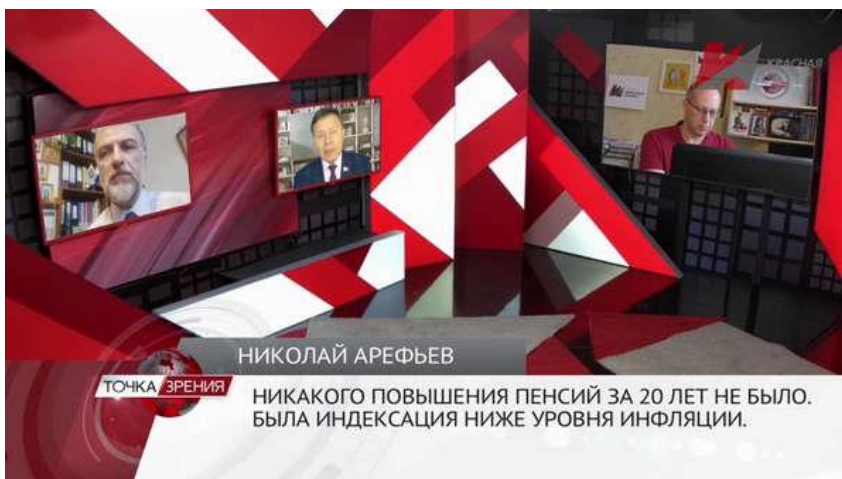 КРАСНАЯ
НИКОЛАЙ АРЕФЬЕВ
ТОЧКА ЗРЕНИЯ
НИКАКОГО ПОВЫШЕНИЯ ПЕНСИЙ ЗА 20 ЛЕТ НЕ БЫЛО.
БЫЛА ИНДЕКСАЦИЯ НИЖЕ УРОВНЯ ИНФЛЯЦИИ.